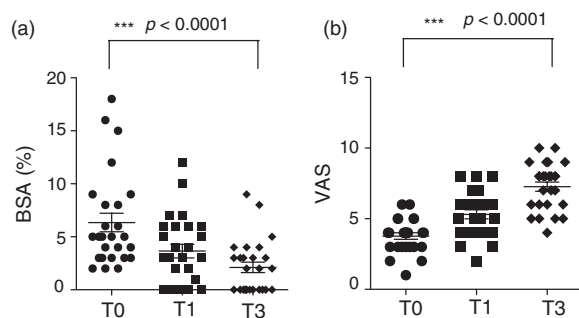 (a)
*** p < 0.0001
20
15
10
5
0
BSA (%)
T0 T1 T3
(b)
*** p < 0.0001
15
10
5
0
VAS
T0 T1 T3